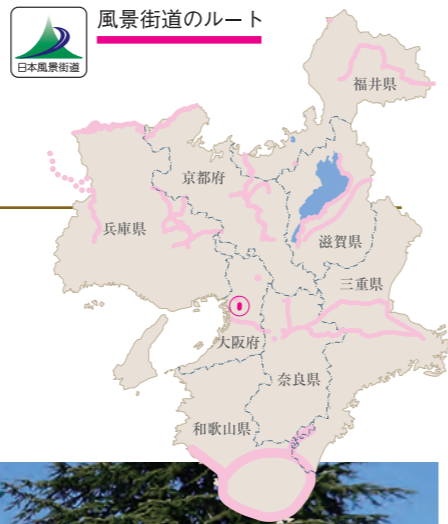 風景街道のルート
日本風景街道
福井県
京都府
兵庫県
滋賀県
三重県
大阪府
奈良県
和歌山県